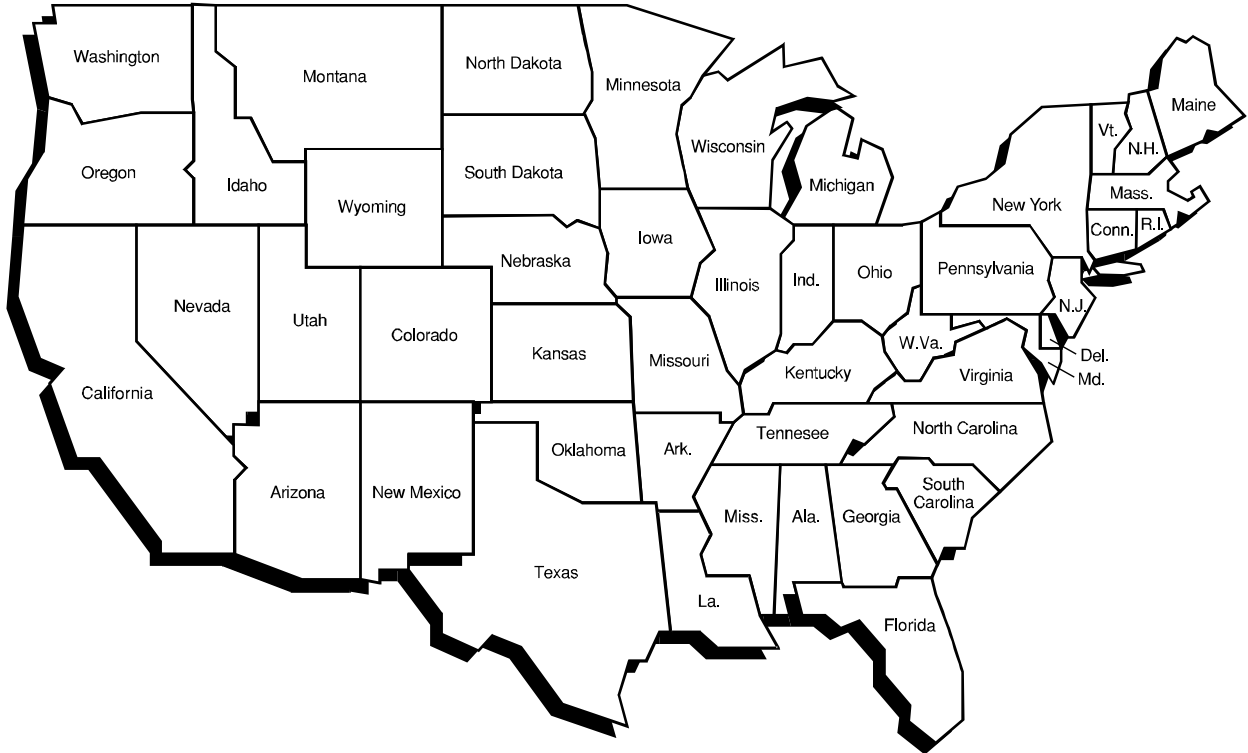 Washington
Montana
North Dakota
Minnesota
Maine
Vt.
N.H.
Oregon
Idaho
South Dakota
Wisconsin
Michigan
Mass.
Wyoming
New York
Conn.
R.I.
Nebraska
Iowa
Nevada
Utah
Colorado
Kansas
Missouri
Illinois
Ind.
Ohio
Pennsylvania
N.J.
W.Va.
Del.
Md.
California
Kentucky
Virginia
Arizona
New Mexico
Oklahoma
Ark.
Tennesee
North Carolina
South
Carolina
Texas
La.
Miss.
Ala.
Georgia
Florida